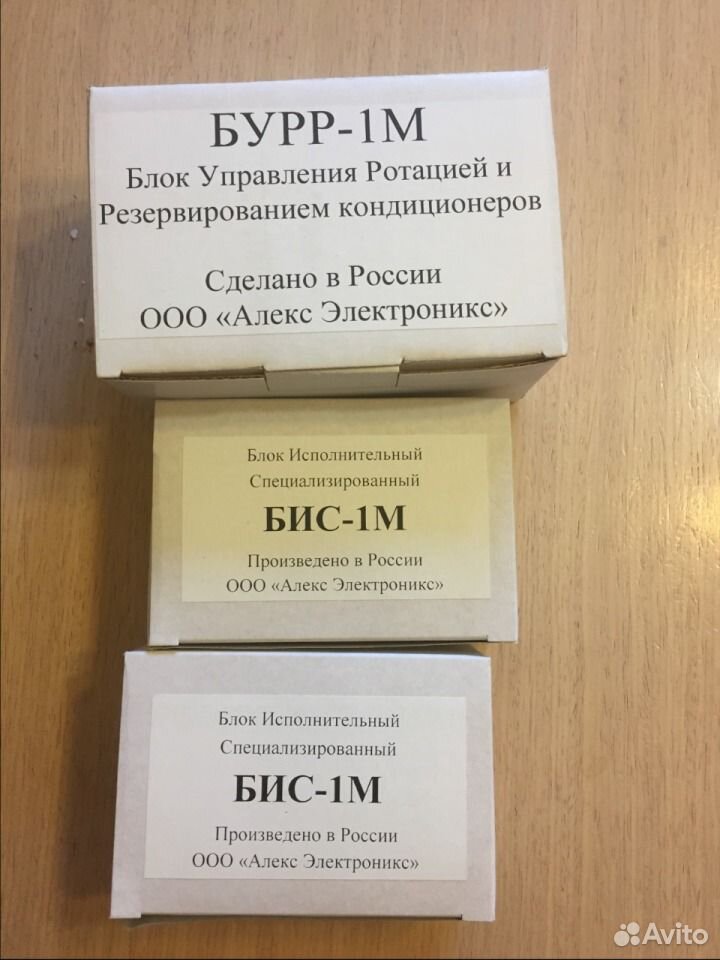 БУРР-1М
Блок Управления Ротацией и
Резервированием кондиционеров
Сделано в России
ООО «Алекс Электроникс»
Блок Исполнительный
Специализированный
БИС-1М
Произведено в России
ООО «Алекс Электроникс»
Блок Исполнительный
Специализированный
БИС-1М
Произведено в России
ООО «Алекс Электроникс»
Avito